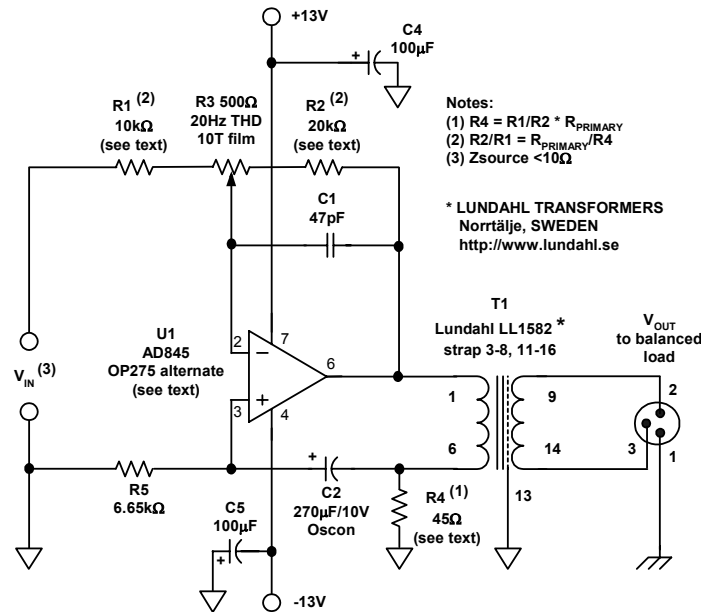 +13V
C4
100µF
R1 (2)
10kΩ
(see text)
R3 500Ω
20Hz THD
10T film
R2 (2)
20kΩ
(see text)
Notes:
(1) R4 = R1/R2 * RPRIMARY
(2) R2/R1 = RPRIMARY/R4
(3) Zsource <10Ω
C1
47pF
* LUNDAHL TRANSFORMERS
Norrtälje, SWEDEN
http://www.lundahl.se
U1
AD845
OP275 alternate
(see text)
2
7
6
3
4
T1
Lundahl LL1582 *
strap 3-8, 11-16
VOUT
to balanced
load
VIN (3)
1
9
2
6
14
3
1
13
R5
6.65kΩ
C2
270µF/10V
Oscon
R4 (1)
45Ω
(see text)
C5
100µF
-13V